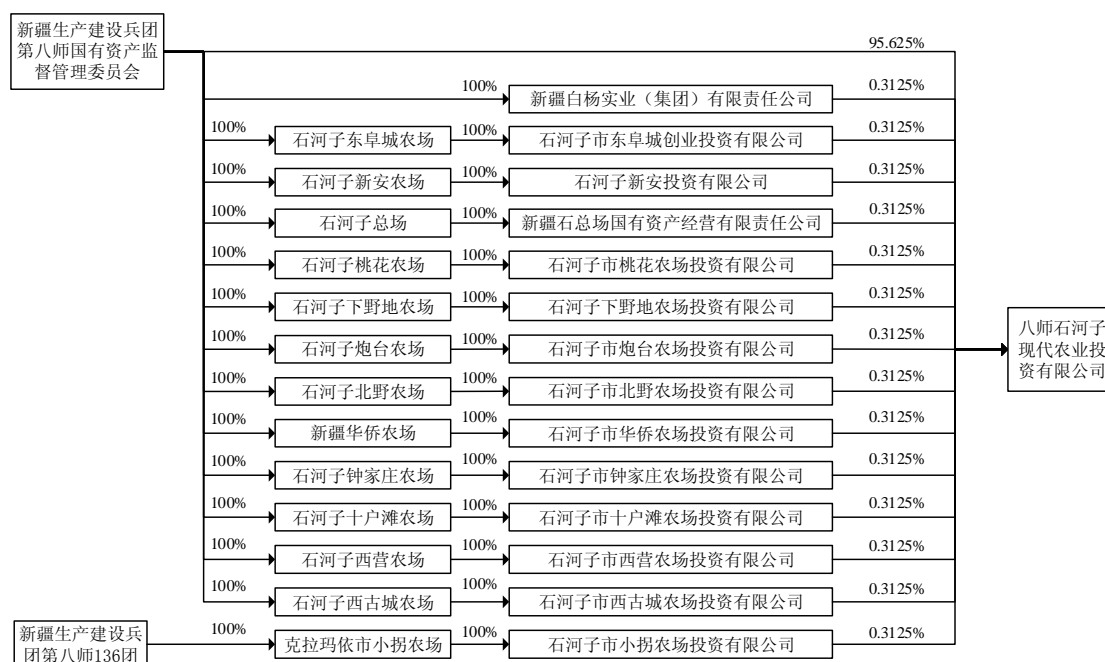 新疆生产建设兵团
第八师国有资产监
督管理委员会
95.625%
100%
新疆白杨实业（集团）有限责任公司
0.3125%
100%
石河子东阜城农场
100%
石河子市东阜城创业投资有限公司
0.3125%
100%
石河子新安农场
100%
石河子新安投资有限公司
0.3125%
100%
石河子总场
100%
新疆石总场国有资产经营有限责任公司
0.3125%
100%
石河子桃花农场
100%
石河子市桃花农场投资有限公司
0.3125%
100%
石河子下野地农场
100%
石河子下野地农场投资有限公司
0.3125%
100%
石河子炮台农场
100%
石河子市炮台农场投资有限公司
0.3125%
八师石河子
现代农业投
资有限公司
100%
石河子北野农场
100%
石河子市北野农场投资有限公司
0.3125%
100%
新疆华侨农场
100%
石河子市华侨农场投资有限公司
0.3125%
100%
石河子钟家庄农场
100%
石河子市钟家庄农场投资有限公司
0.3125%
100%
石河子十户滩农场
100%
石河子市十户滩农场投资有限公司
0.3125%
100%
石河子西营农场
100%
石河子市西营农场投资有限公司
0.3125%
100%
石河子西古城农场
100%
石河子市西古城农场投资有限公司
0.3125%
新疆生产建设兵
团第八师136团
100%
克拉玛依市小拐农场
100%
石河子市小拐农场投资有限公司
0.3125%